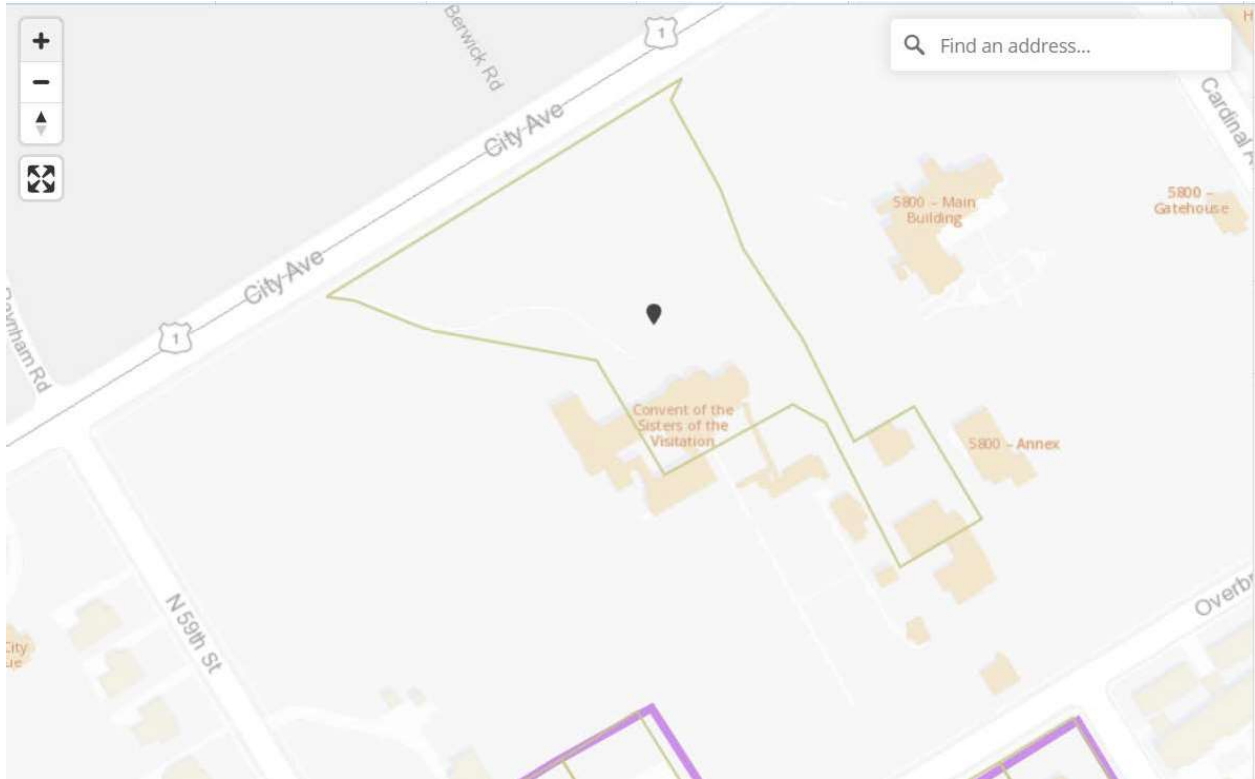 Berwick Rd
1
Find an address...
City Ave
Cardinal
5800 – Main
Building
5800 –
Gatehouse
City Ave
1
Convent of the
Sisters of the
Visitation
5800 – Annex
N 59th St
City